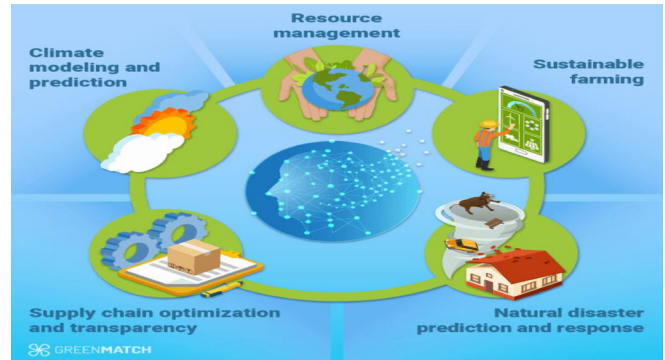 Resource
management
Climate
modeling and
prediction
Sustainable
farming
Supply chain optimization
and transparency
Natural disaster
prediction and response
GREENMATCH